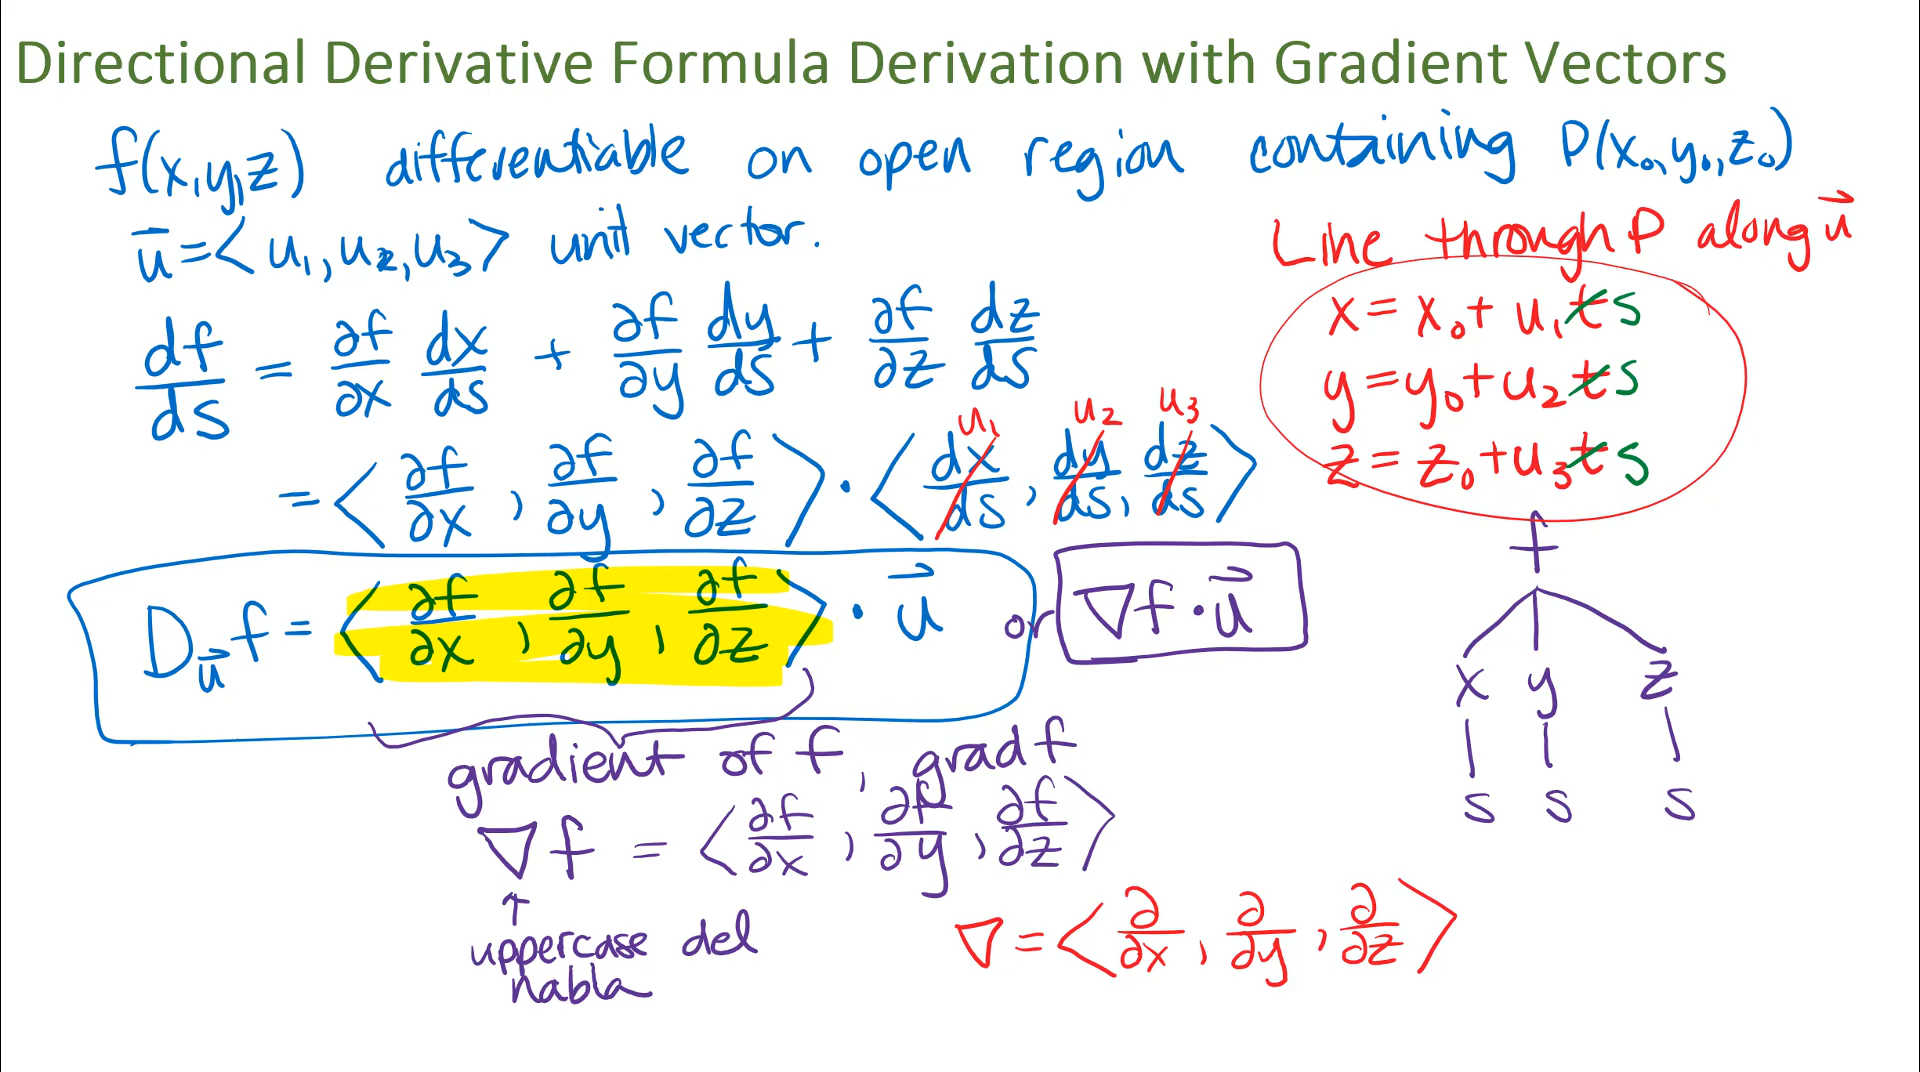 Directional Derivative Formula Derivation with Gradient Vectors
f(x,y,z) differentiable on open region containing P(x₀,y₀,z₀)
u⃗ = <u₁, u₂, u₃> unit vector.
Line through P along u⃗
x = x₀ + u₁ts
y = y₀ + u₂ts
z = z₀ + u₃ts
df/ds = ∂f/∂x dx/ds + ∂f/∂y dy/ds + ∂f/∂z dz/ds
u₁ u₂ u₃
= <∂f/∂x, ∂f/∂y, ∂f/∂z> · <dx/ds, dy/ds, dz/ds>
D_u⃗ f = <∂f/∂x, ∂f/∂y, ∂f/∂z> · u⃗ or ∇f · u⃗
f
x y z
s s s
gradient of f, grad f
∇f = <∂f/∂x, ∂f/∂y, ∂f/∂z>
↑
uppercase del
nabla
∇ = <∂/∂x, ∂/∂y, ∂/∂z>